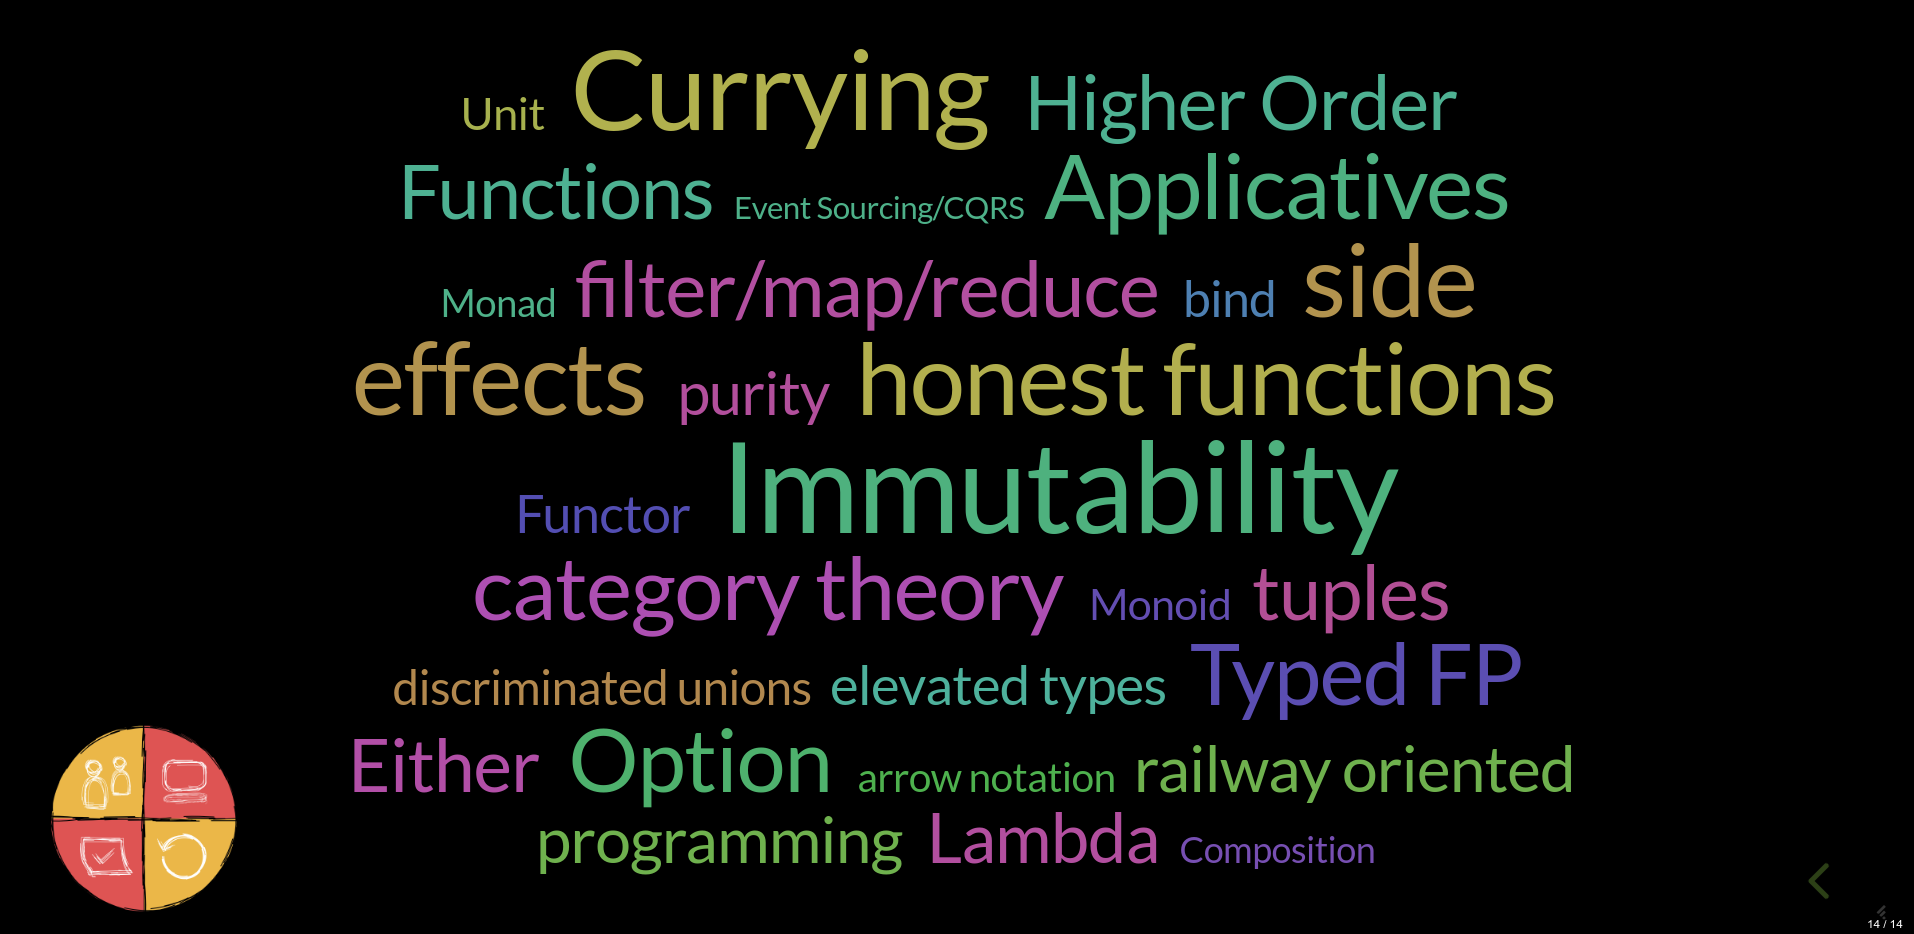 Unit Currying Higher Order
Functions Event Sourcing/CQRS Applicatives
Monad filter/map/reduce bind side
effects purity honest functions
Functor Immutability
category theory Monoid tuples
discriminated unions elevated types Typed FP
Either Option arrow notation railway oriented
programming Lambda Composition
14 / 14